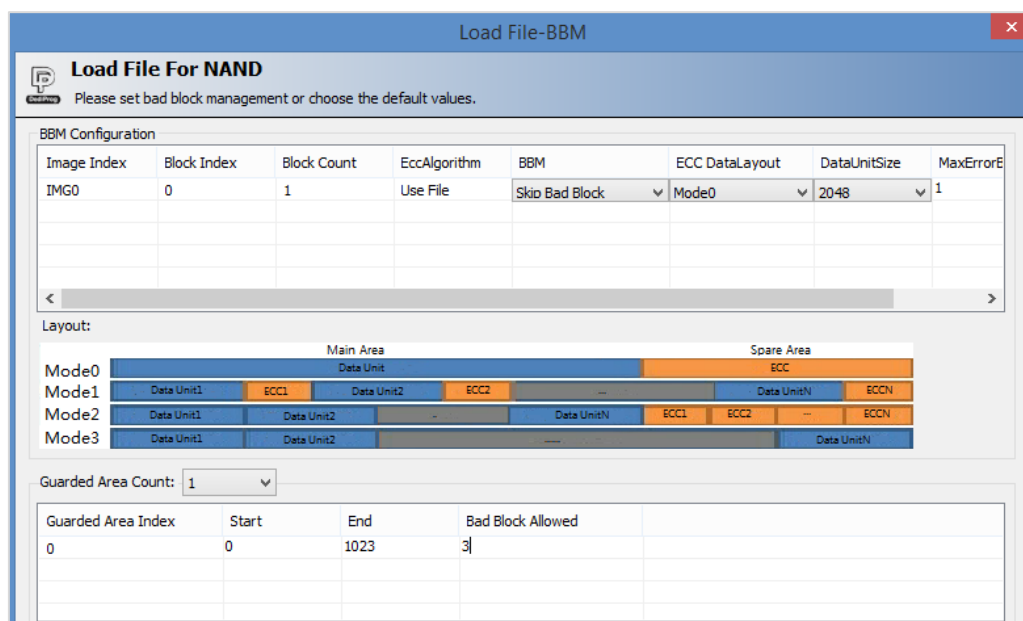 Load File-BBM
Load File For NAND
DediProg
Please set bad block management or choose the default values.
BBM Configuration
Image Index Block Index Block Count EccAlgorithm BBM ECC DataLayout DataUnitSize MaxErrorE
IMG0 0 1 Use File Skip Bad Block Mode0 2048 1
Layout:
Main Area Spare Area
Mode0 Data Unit ECC
Mode1 Data Unit1 ECC1 Data Unit2 ECC2 ... Data UnitN ECCN
Mode2 Data Unit1 Data Unit2 .. Data UnitN ECC1 ECC2 ... ECCN
Mode3 Data Unit1 Data Unit2 ...... Data UnitN
Guarded Area Count: 1
Guarded Area Index Start End Bad Block Allowed
0 0 1023 3